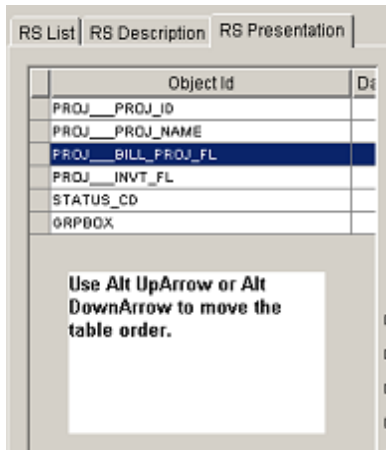 RS List RS Description RS Presentation
Object Id
PROJ___PROJ_ID
PROJ___PROJ_NAME
PROJ___BILL_PROJ_FL
PROJ___INVT_FL
STATUS_CD
GRPBOX
Use Alt UpArrow or Alt
DownArrow to move the
table order.